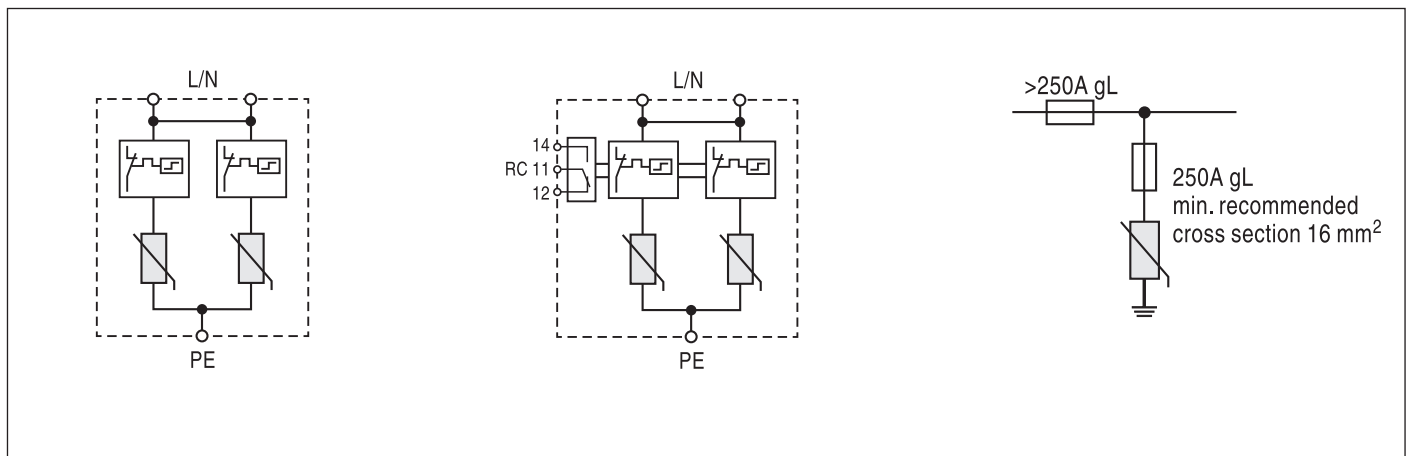 L/N
PE
L/N
14
RC 11
12
PE
>250A gL
250A gL
min. recommended
cross section 16 mm²